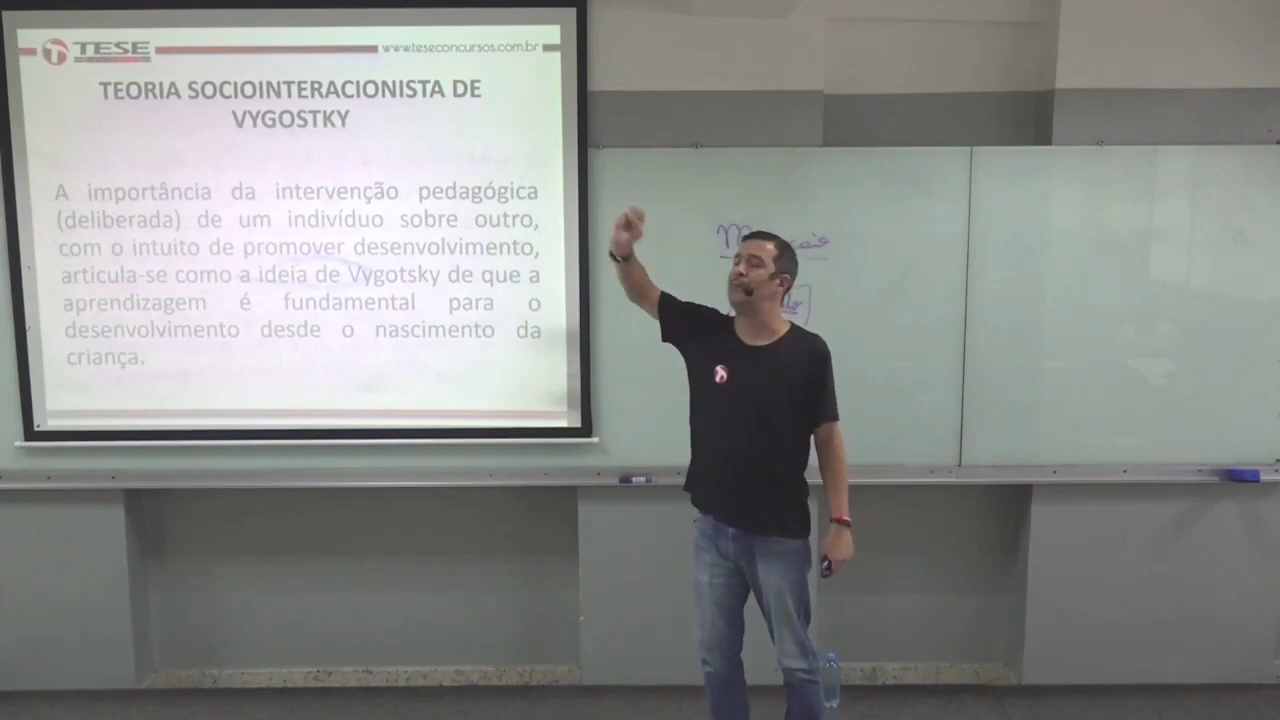 TESE
www.teseconcursos.com.br
TEORIA SOCIOINTERACIONISTA DE
VYGOSTKY
A importância da intervenção pedagógica
(deliberada) de um indivíduo sobre outro,
com o intuito de promover desenvolvimento,
articula-se como a ideia de Vygotsky de que a
aprendizagem é fundamental para o
desenvolvimento desde o nascimento da
criança.